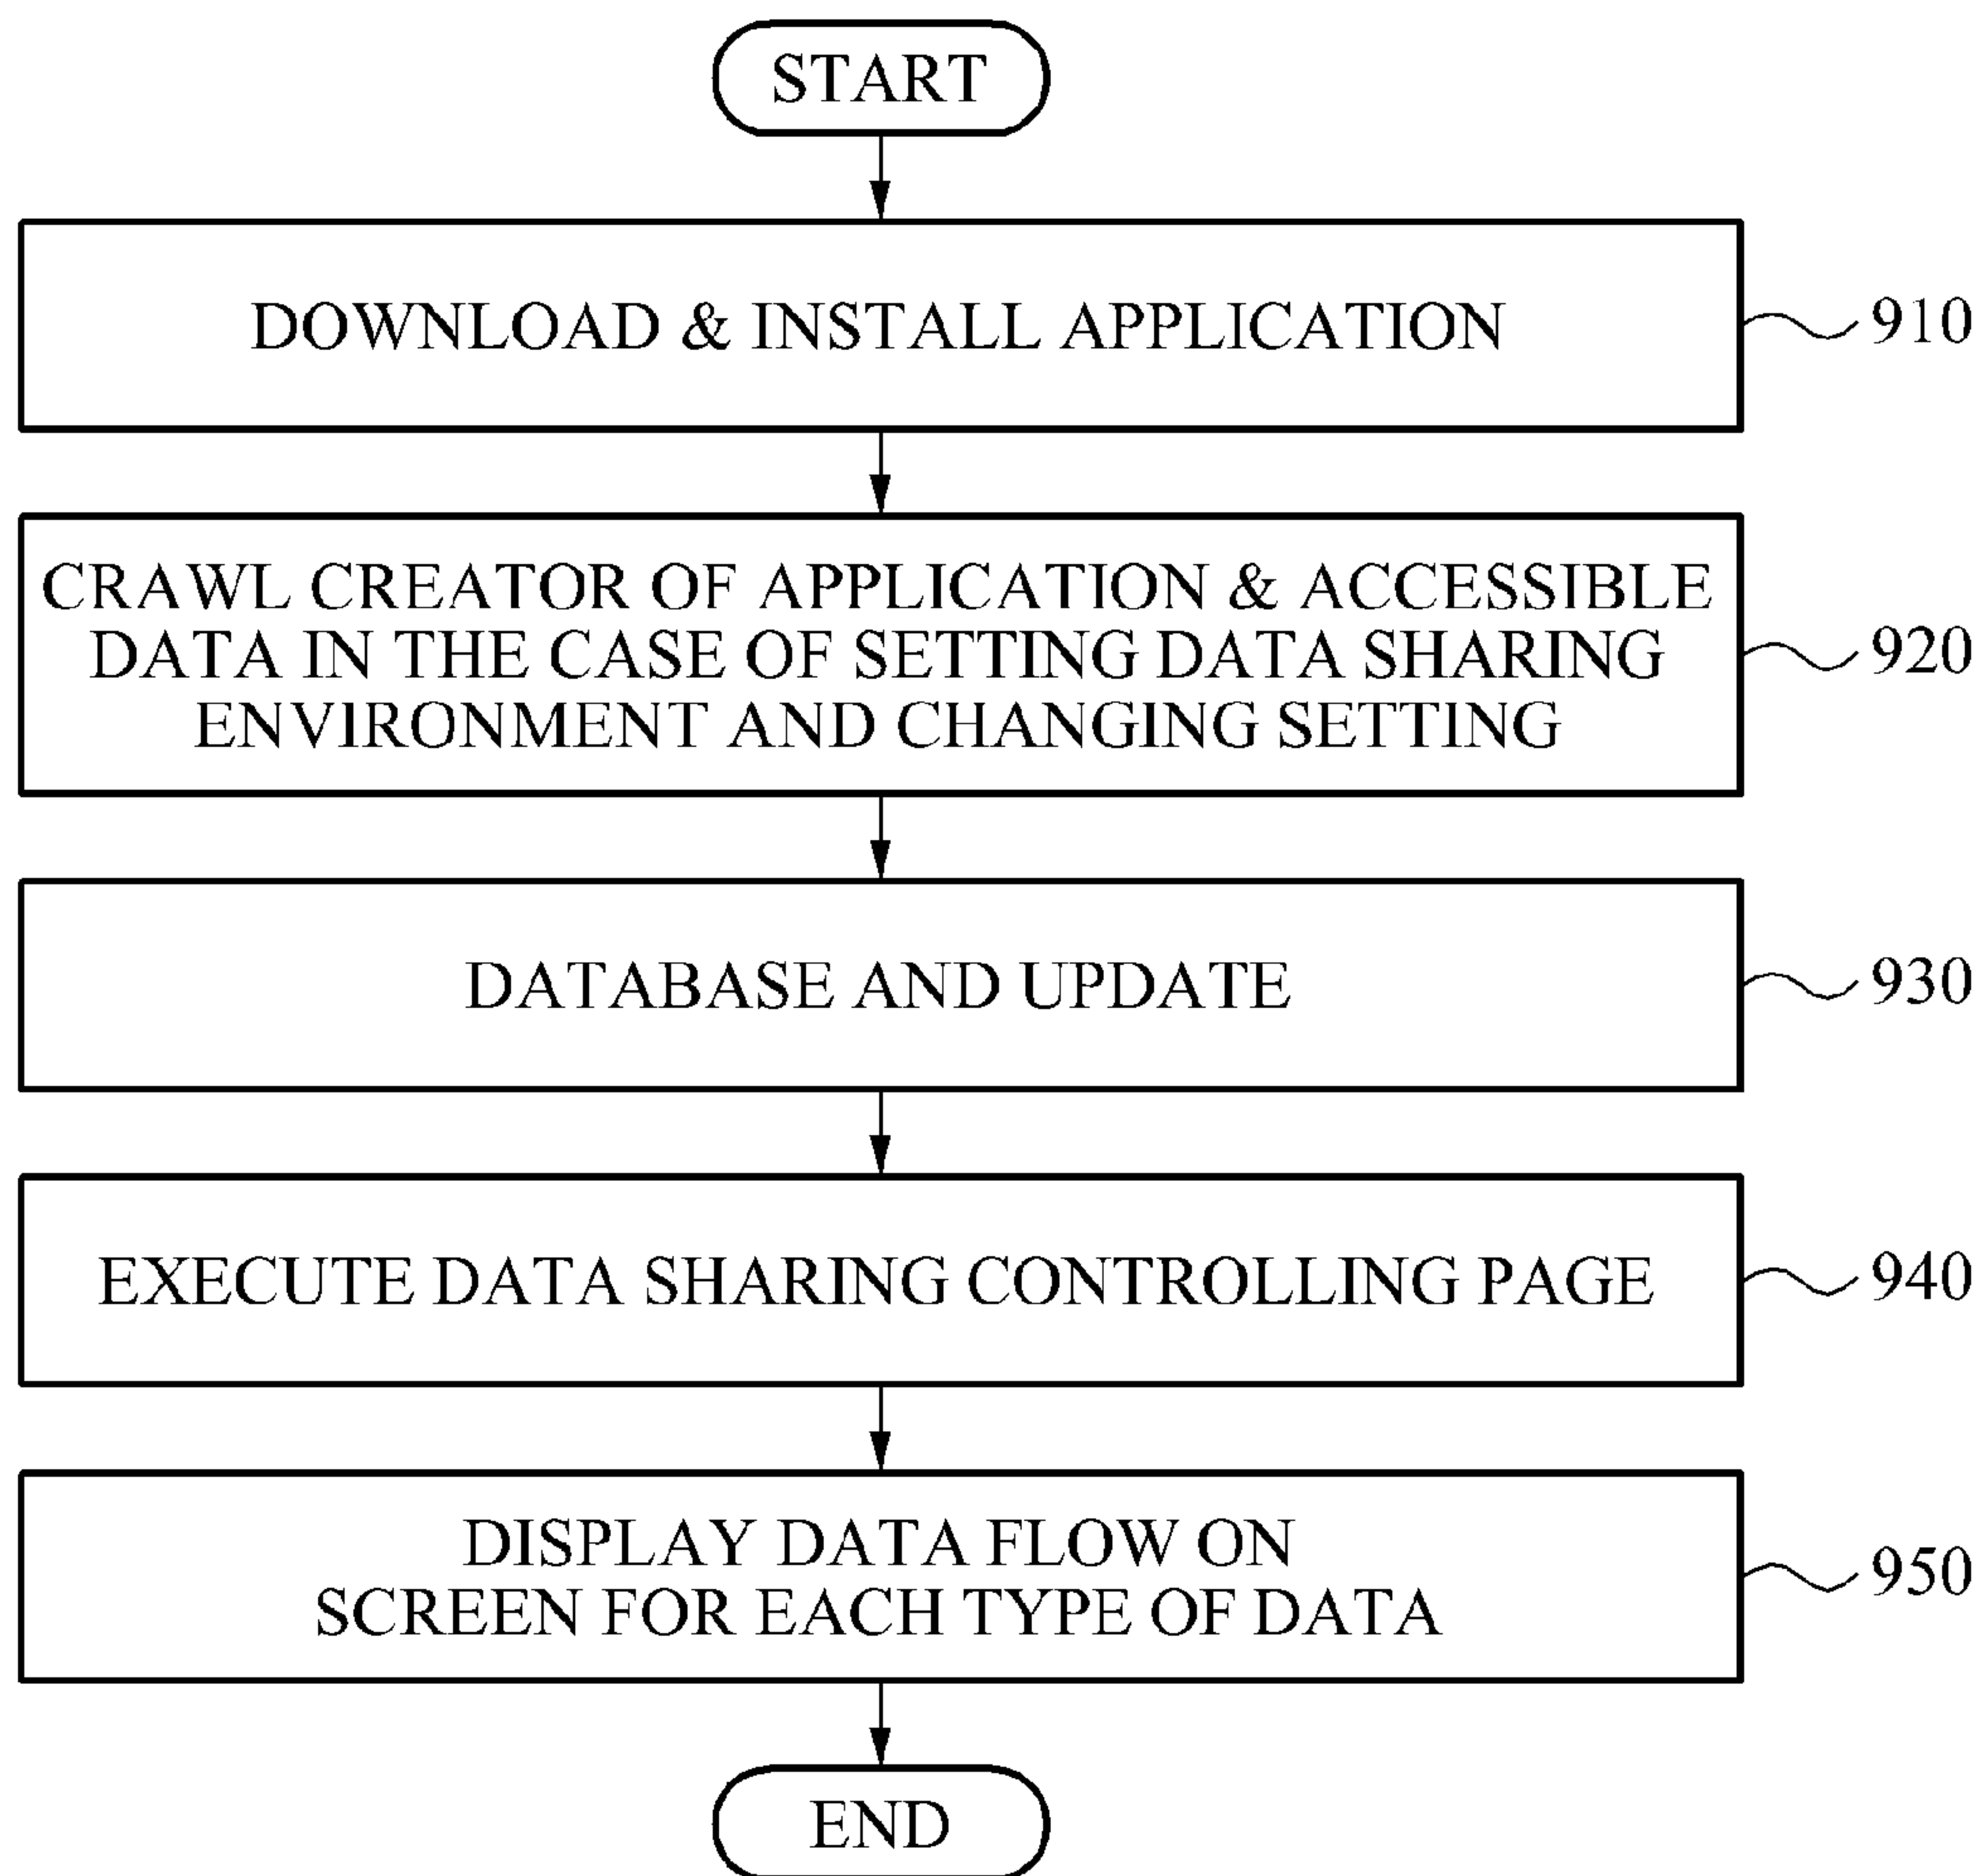 START
DOWNLOAD & INSTALL APPLICATION
910
CRAWL CREATOR OF APPLICATION & ACCESSIBLE
DATA IN THE CASE OF SETTING DATA SHARING
ENVIRONMENT AND CHANGING SETTING
920
DATABASE AND UPDATE
930
EXECUTE DATA SHARING CONTROLLING PAGE
940
DISPLAY DATA FLOW ON
SCREEN FOR EACH TYPE OF DATA
950
END